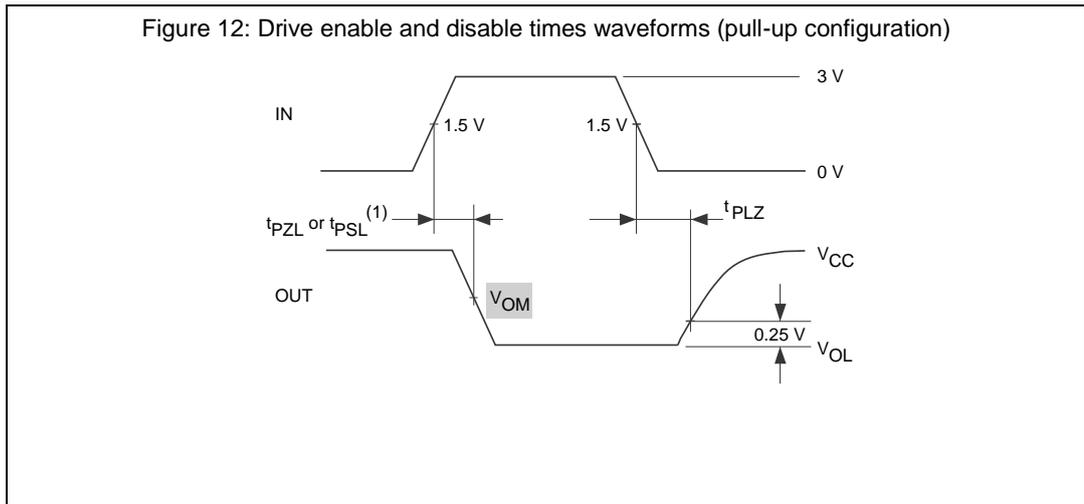 Figure 12: Drive enable and disable times waveforms (pull-up configuration)
3 V
IN
1.5 V
1.5 V
0 V
tPZL or tPSL(1)
tPLZ
VCC
OUT
VOM
0.25 V
VOL